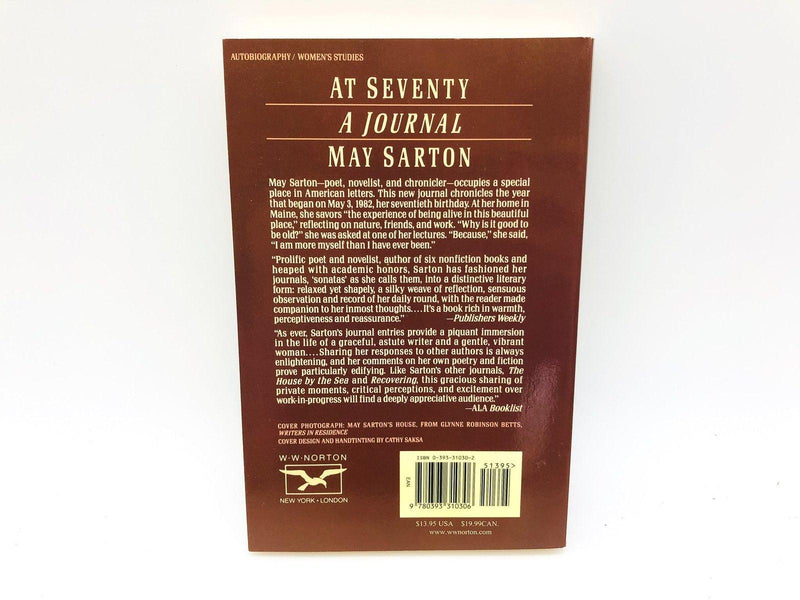 AUTOBIOGRAPHY / WOMEN'S STUDIES
AT SEVENTY
A JOURNAL
MAY SARTON
May Sarton—poet, novelist, and chronicler—occupies a special
place in American letters. This new journal chronicles the year
that began on May 3, 1982, her seventieth birthday. At her home in
Maine, she savors "the experience of being alive in this beautiful
place," reflecting on nature, friends, and work. "Why is it good to
be old?" she was asked at one of her lectures. "Because," she said,
"I am more myself than I have ever been."
"Prolific poet and novelist, author of six nonfiction books and
heaped with academic honors, Sarton has fashioned her
journals, 'sonatas' as she calls them, into a distinctive literary
form: relaxed yet shapely, a silky weave of reflection, sensuous
observation and record of her daily round, with the reader made
companion to her inmost thoughts....It's a book rich in warmth,
perceptiveness and reassurance." —Publishers Weekly
"As ever, Sarton's journal entries provide a piquant immersion
in the life of a graceful, astute writer and a gentle, vibrant
woman....Sharing her responses to other authors is always
enlightening, and her comments on her own poetry and fiction
prove particularly edifying. Like Sarton's other journals, The
House by the Sea and Recovering, this gracious sharing of
private moments, critical perceptions, and excitement over
work-in-progress will find a deeply appreciative audience."
—ALA Booklist
COVER PHOTOGRAPH: MAY SARTON'S HOUSE, FROM GLYNNE ROBINSON BETTS,
WRITERS IN RESIDENCE
COVER DESIGN AND HANDTINTING BY CATHY SAKSA
W·W·NORTON
NEW YORK • LONDON
ISBN 0-393-31030-2
51395>
EAN
9 780393 310306
$13.95 USA $19.99CAN.
www.wwnorton.com